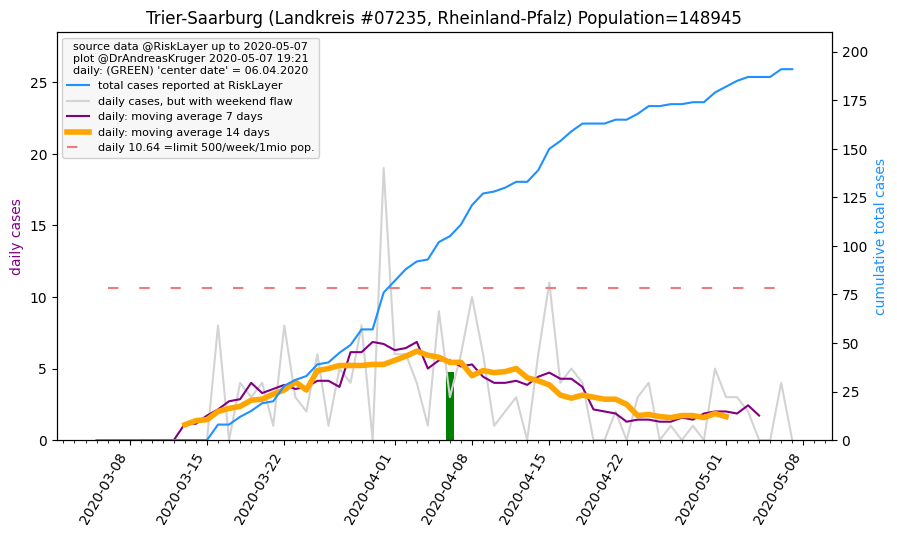 Trier-Saarburg (Landkreis #07235, Rheinland-Pfalz) Population=148945
source data @RiskLayer up to 2020-05-07
plot @DrAndreasKruger 2020-05-07 19:21
daily: (GREEN) 'center date' = 06.04.2020
total cases reported at RiskLayer
daily cases, but with weekend flaw
daily: moving average 7 days
daily: moving average 14 days
daily 10.64 =limit 500/week/1mio pop.
daily cases
25
20
15
10
5
0
cumulative total cases
200
175
150
125
100
75
50
25
0
2020-03-08
2020-03-15
2020-03-22
2020-04-01
2020-04-08
2020-04-15
2020-04-22
2020-05-01
2020-05-08